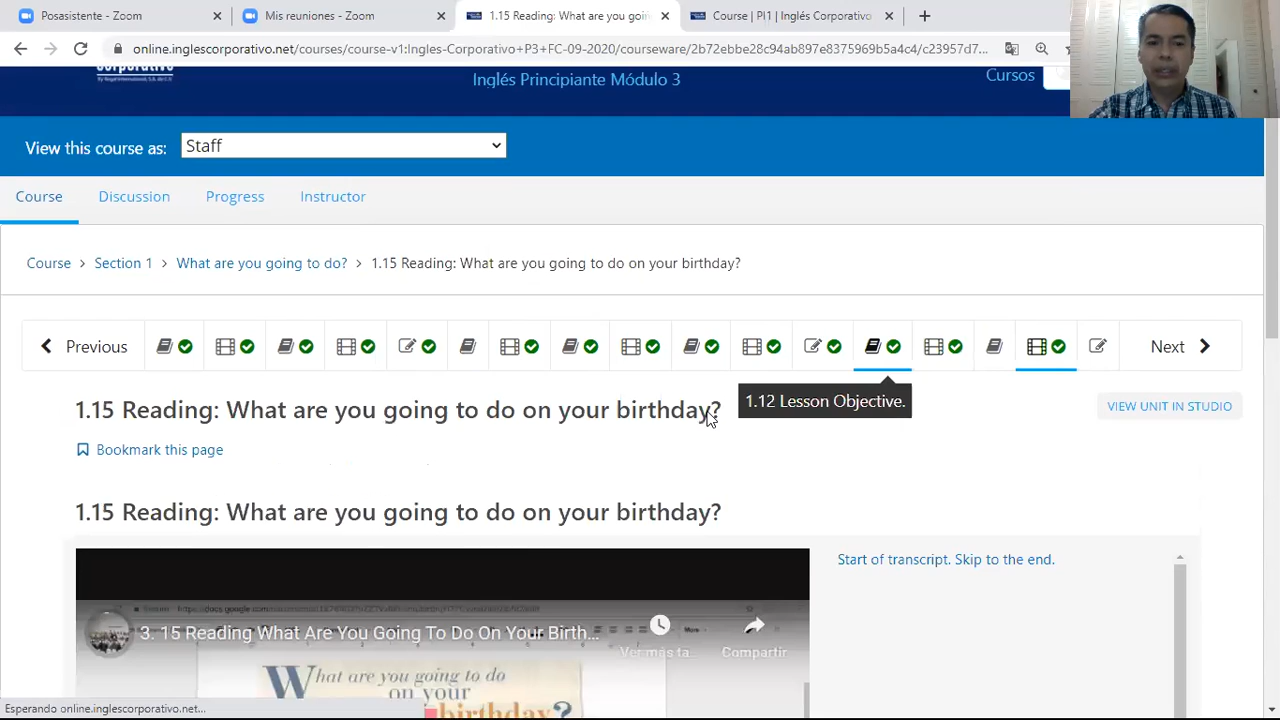 Posasistente - Zoom
Mis reuniones - Zoom
1.15 Reading: What are you goin
Course | PI1 | Inglés Corporativo
online.inglescorporativo.net/courses/course-v1:Ingles-Corporativo+P3+FC-09-2020/courseware/2b72ebbe28c94ab897e8375969b5a4c4/c23957d7...
Corporativo
Inglés Principiante Módulo 3
Cursos
View this course as:
Staff
Course
Discussion
Progress
Instructor
Course > Section 1 > What are you going to do? > 1.15 Reading: What are you going to do on your birthday?
Previous
Next
1.12 Lesson Objective.
1.15 Reading: What are you going to do on your birthday?
VIEW UNIT IN STUDIO
Bookmark this page
1.15 Reading: What are you going to do on your birthday?
Start of transcript. Skip to the end.
3. 15 Reading What Are You Going To Do On Your Birth...
Ver más ta...
Compartir
What are you going to do
on your
birthday?
Esperando online.inglescorporativo.net...